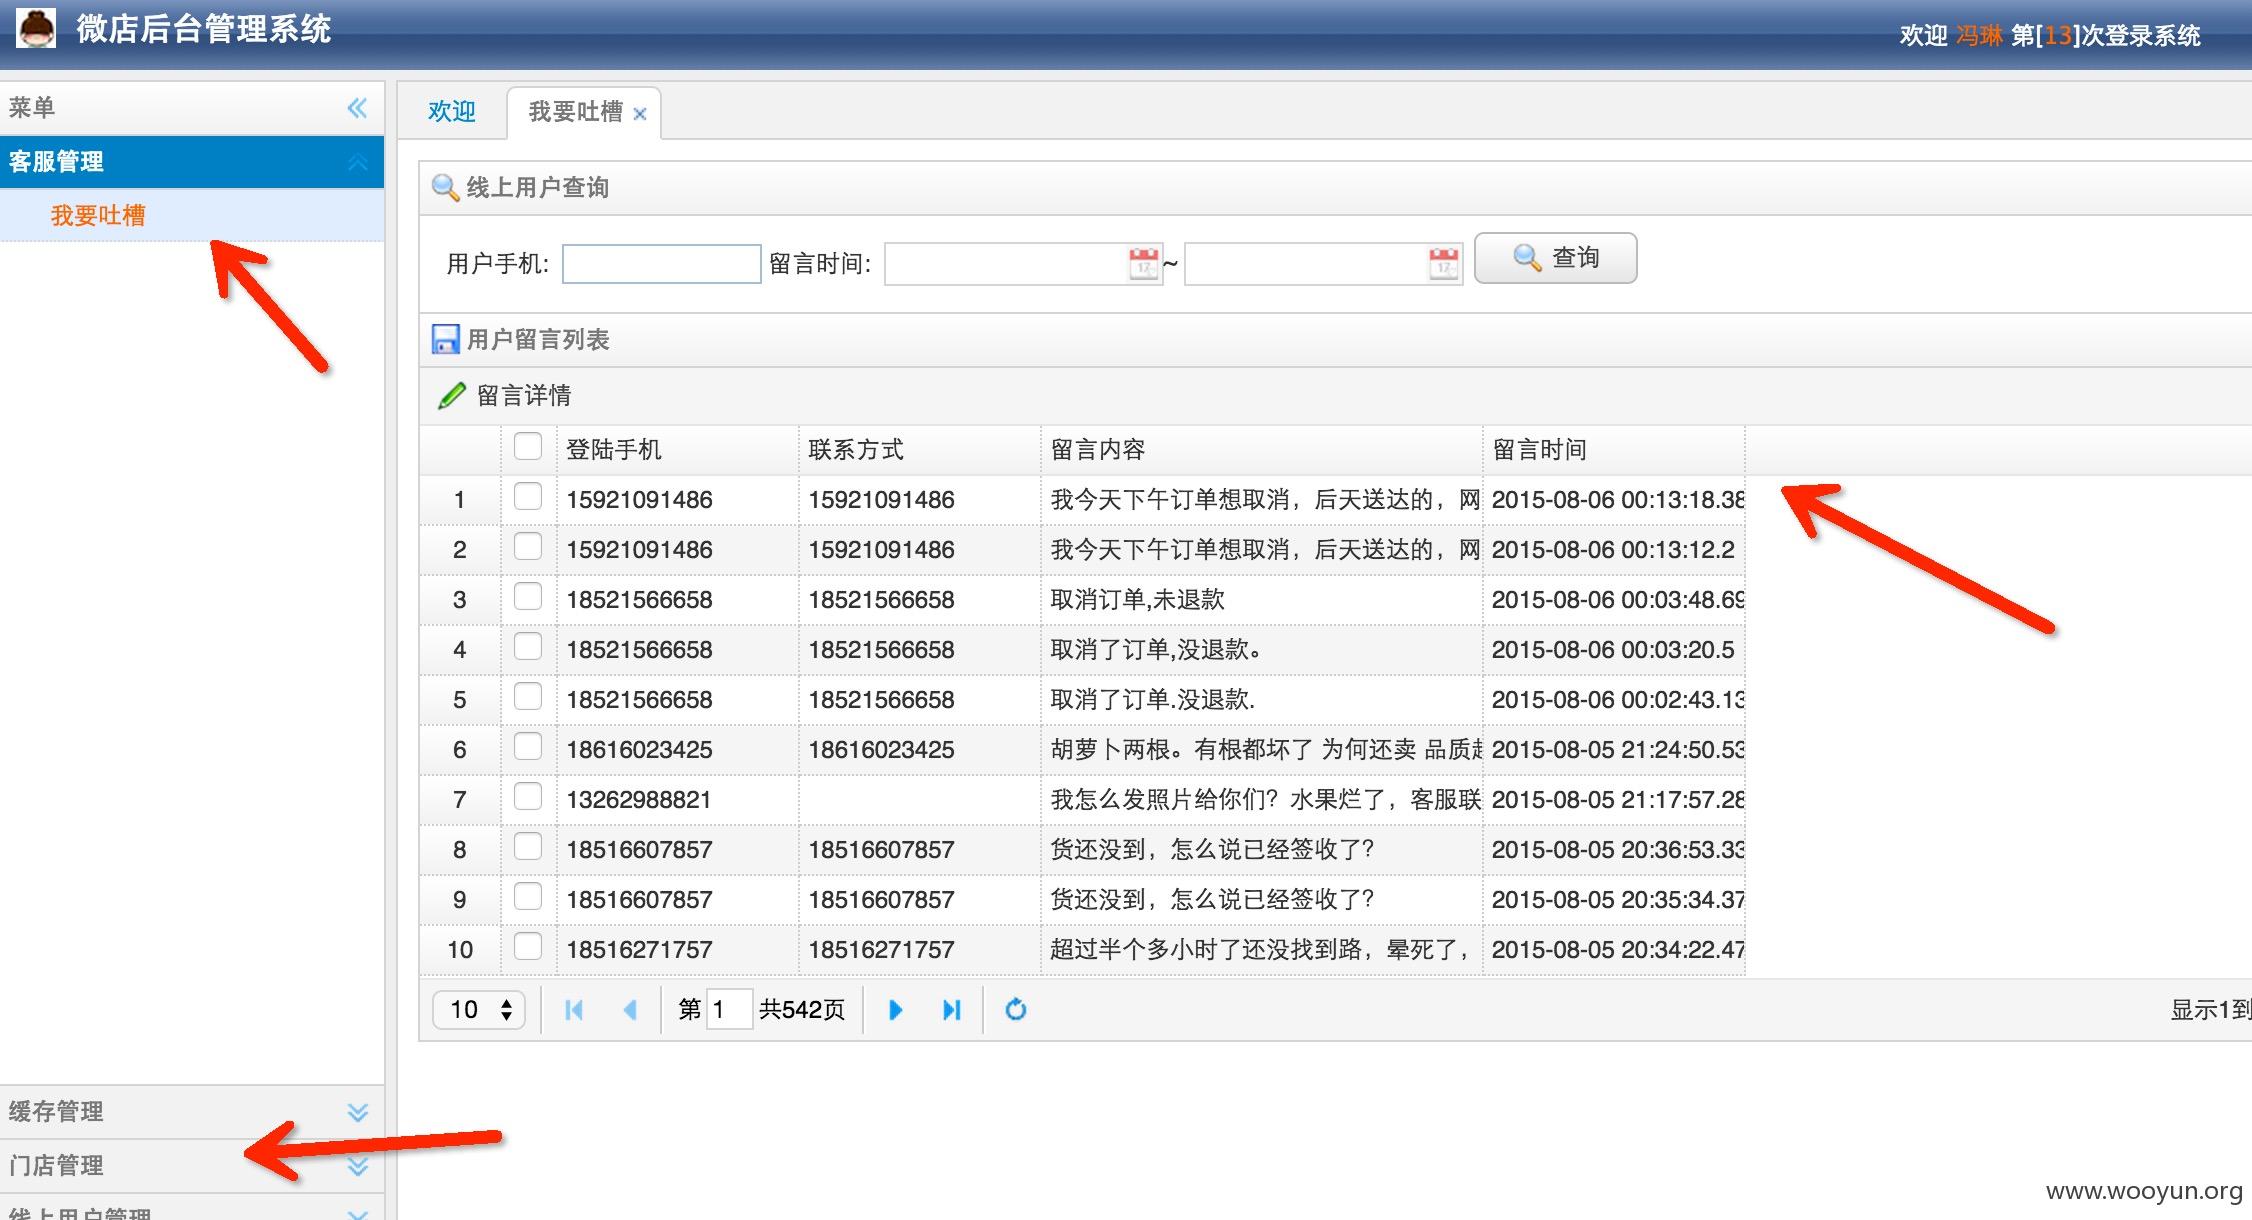 微店后台管理系统
欢迎 冯琳 第[13]次登录系统
菜单
客服管理
我要吐槽
缓存管理
门店管理
线上用户管理
欢迎 我要吐槽
线上用户查询
用户手机: 留言时间: ~ 查询
用户留言列表
留言详情
登陆手机 联系方式 留言内容 留言时间
1 15921091486 15921091486 我今天下午订单想取消，后天送达的，网 2015-08-06 00:13:18.38
2 15921091486 15921091486 我今天下午订单想取消，后天送达的，网 2015-08-06 00:13:12.2
3 18521566658 18521566658 取消订单,未退款 2015-08-06 00:03:48.69
4 18521566658 18521566658 取消了订单,没退款。 2015-08-06 00:03:20.5
5 18521566658 18521566658 取消了订单.没退款. 2015-08-06 00:02:43.13
6 18616023425 18616023425 胡萝卜两根。有根都坏了 为何还卖 品质 2015-08-05 21:24:50.53
7 13262988821 我怎么发照片给你们？水果烂了，客服联 2015-08-05 21:17:57.28
8 18516607857 18516607857 货还没到，怎么说已经签收了？ 2015-08-05 20:36:53.33
9 18516607857 18516607857 货还没到，怎么说已经签收了？ 2015-08-05 20:35:34.37
10 18516271757 18516271757 超过半个多小时了还没找到路，晕死了， 2015-08-05 20:34:22.47
10 第 1 共542页 显示1到
www.wooyun.org